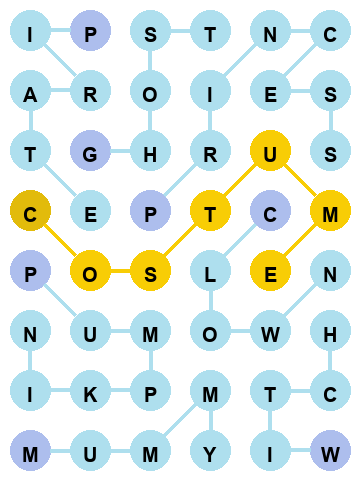 I P S T N C
A R O I E S
T G H R U S
C E P T C M
P O S L E N
N U M O W H
I K P M T C
M U M Y I W